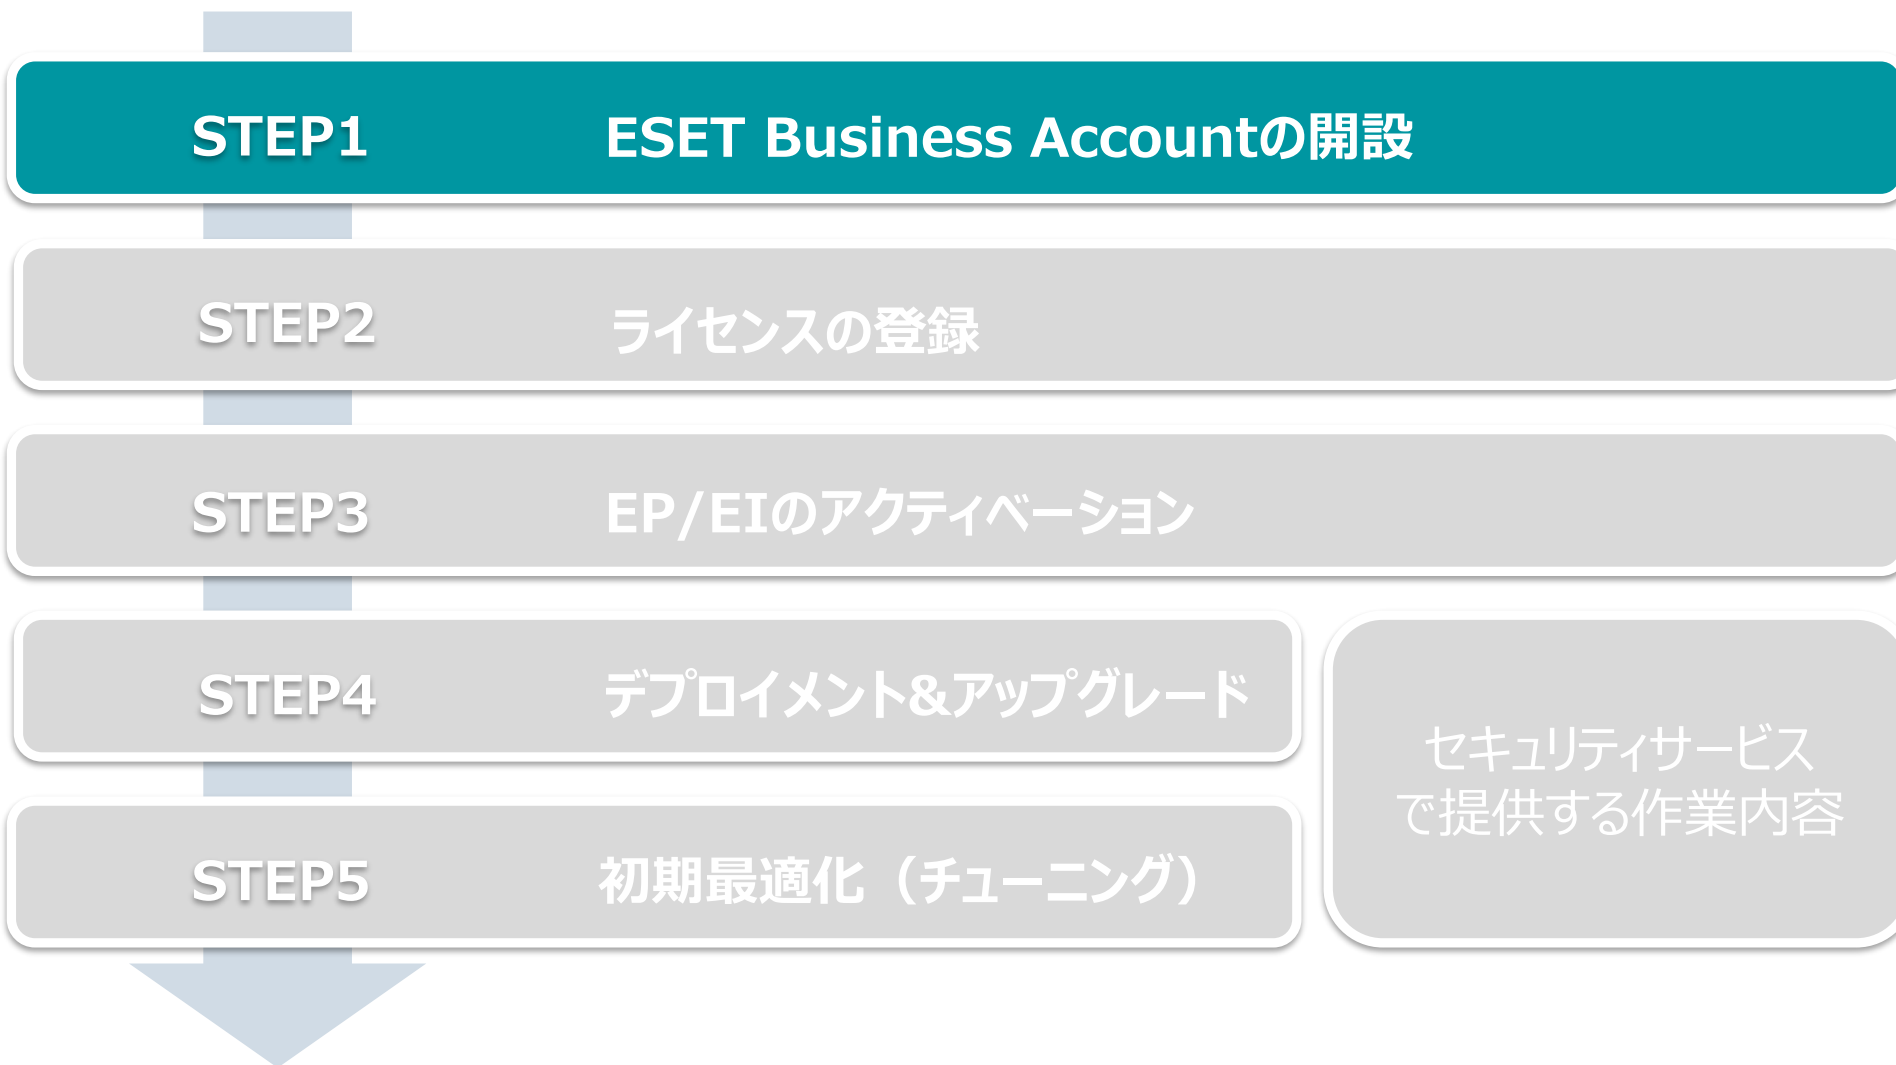 STEP1 ESET Business Accountの開設
STEP2 ライセンスの登録
STEP3 EP/EIのアクティベーション
STEP4 デプロイメント&アップグレード
STEP5 初期最適化（チューニング）
セキュリティサービス
で提供する作業内容